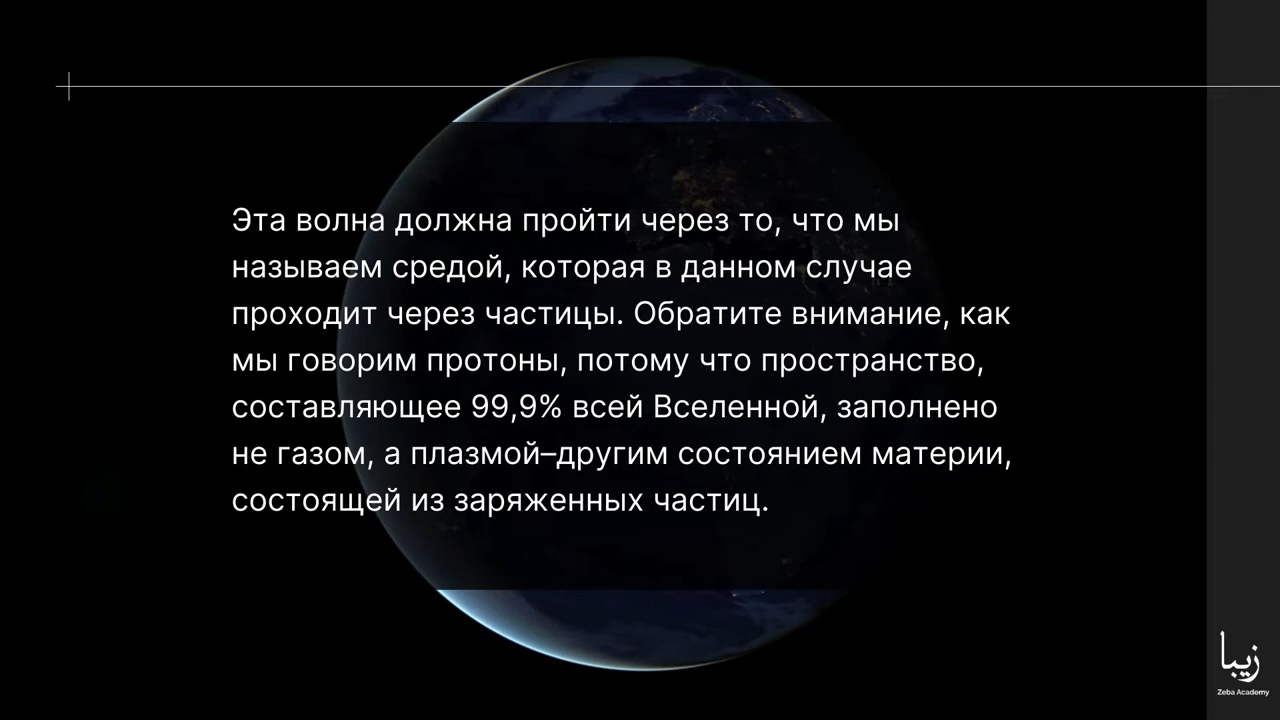 Эта волна должна пройти через то, что мы
называем средой, которая в данном случае
проходит через частицы. Обратите внимание, как
мы говорим протоны, потому что пространство,
составляющее 99,9% всей Вселенной, заполнено
не газом, а плазмой–другим состоянием материи,
состоящей из заряженных частиц.
زيبا
Zeba Academy